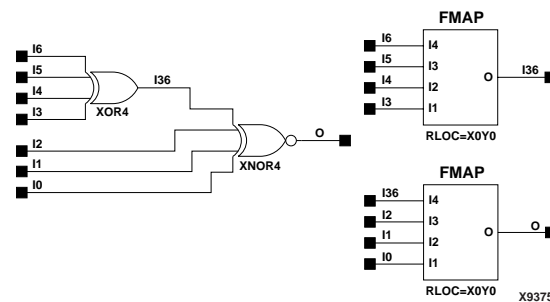 I6
I5
I4
I3
XOR4
I36
I2
I1
I0
XNOR4
O
FMAP
I6 I4
I5 I3
I4 I2
I3 I1
O I36
RLOC=X0Y0
FMAP
I36 I4
I2 I3
I1 I2
I0 I1
O O
RLOC=X0Y0
X9375